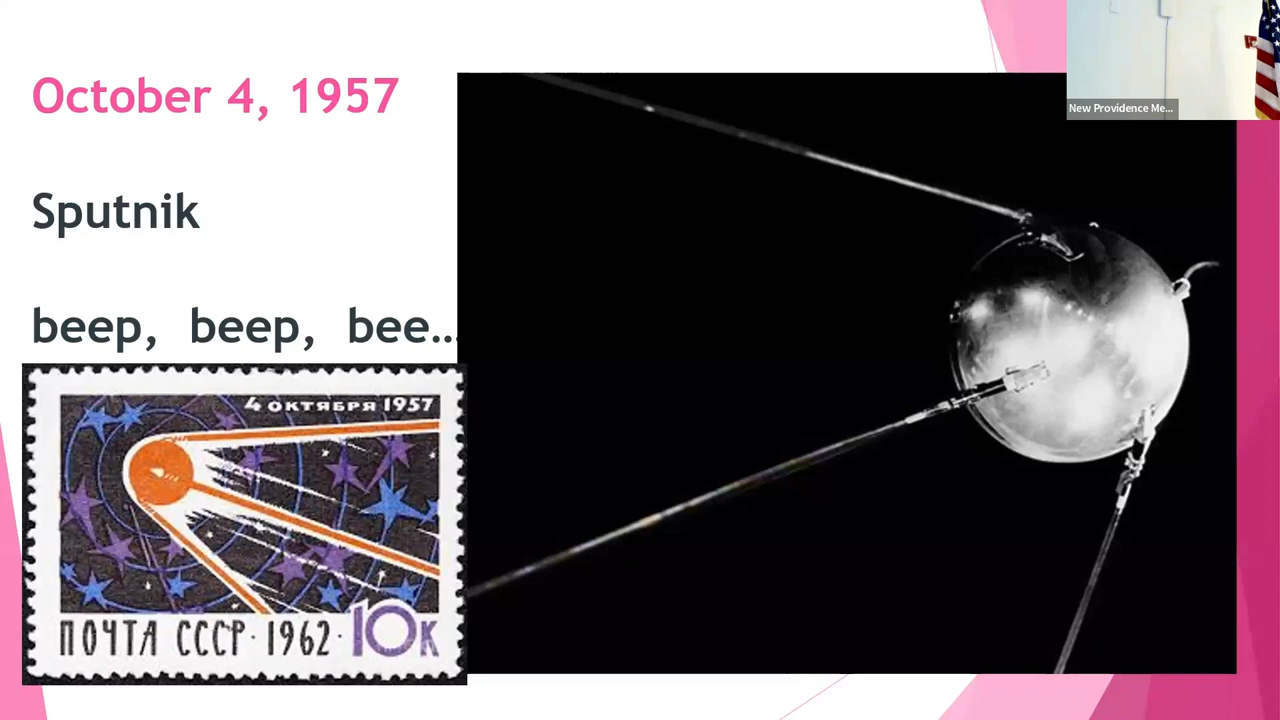 October 4, 1957
Sputnik
beep, beep, bee...
4 ОКТЯБРЯ 1957
ПОЧТА СССР·1962·10К
New Providence Me...